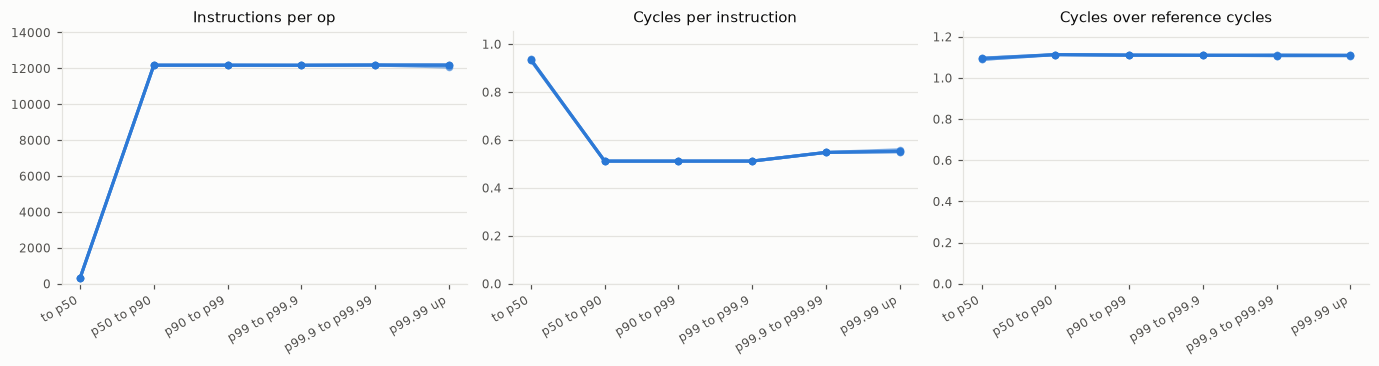 Instructions per op
14000
12000
10000
8000
6000
4000
2000
0
to p50
p50 to p90
p90 to p99
p99 to p99.9
p99.9 to p99.99
p99.99 up
Cycles per instruction
1.0
0.8
0.6
0.4
0.2
0.0
to p50
p50 to p90
p90 to p99
p99 to p99.9
p99.9 to p99.99
p99.99 up
Cycles over reference cycles
1.2
1.0
0.8
0.6
0.4
0.2
0.0
to p50
p50 to p90
p90 to p99
p99 to p99.9
p99.9 to p99.99
p99.99 up